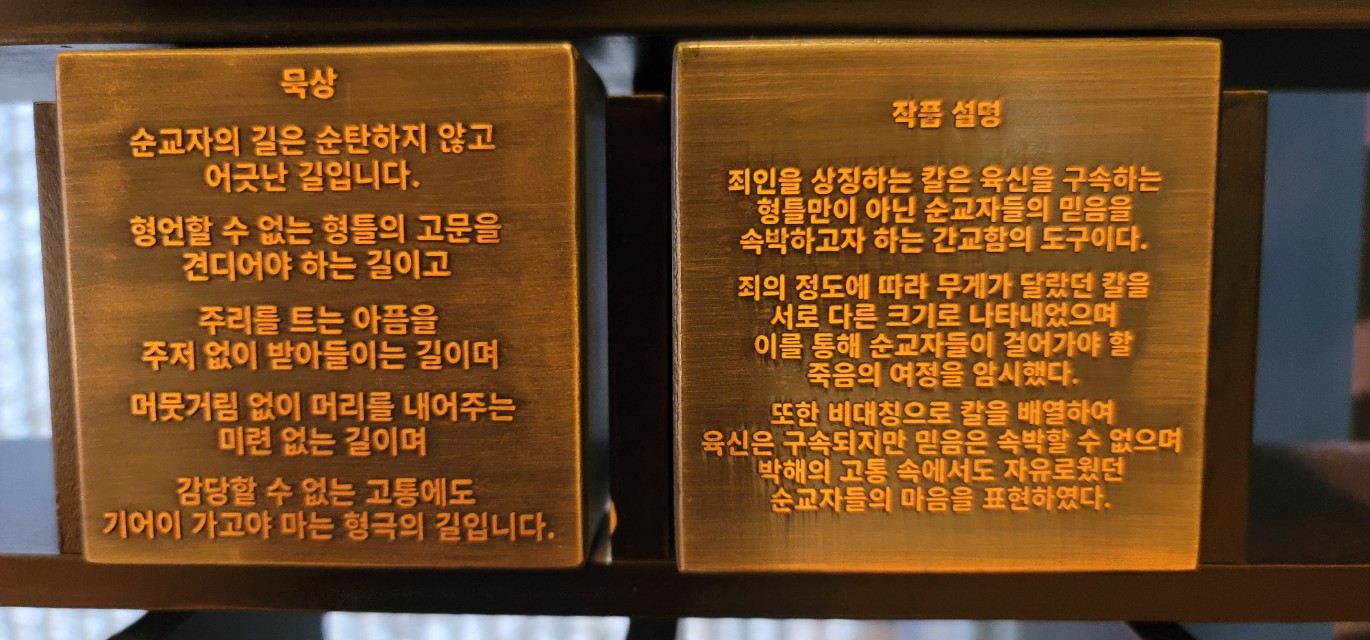 묵상
순교자의 길은 순탄하지 않고
어긋난 길입니다.
형언할 수 없는 형틀의 고문을
견디어야 하는 길이고
주리를 트는 아픔을
주저 없이 받아들이는 길이며
머뭇거림 없이 머리를 내어주는
미련 없는 길이며
감당할 수 없는 고통에도
기어이 가고야 마는 형극의 길입니다.
작품 설명
죄인을 상징하는 칼은 육신을 구속하는
형틀만이 아닌 순교자들의 믿음을
속박하고자 하는 간교함의 도구이다.
죄의 정도에 따라 무게가 달랐던 칼을
서로 다른 크기로 나타내었으며
이를 통해 순교자들이 걸어가야 할
죽음의 여정을 암시했다.
또한 비대칭으로 칼을 배열하여
육신은 구속되지만 믿음은 속박할 수 없으며
박해의 고통 속에서도 자유로웠던
순교자들의 마음을 표현하였다.